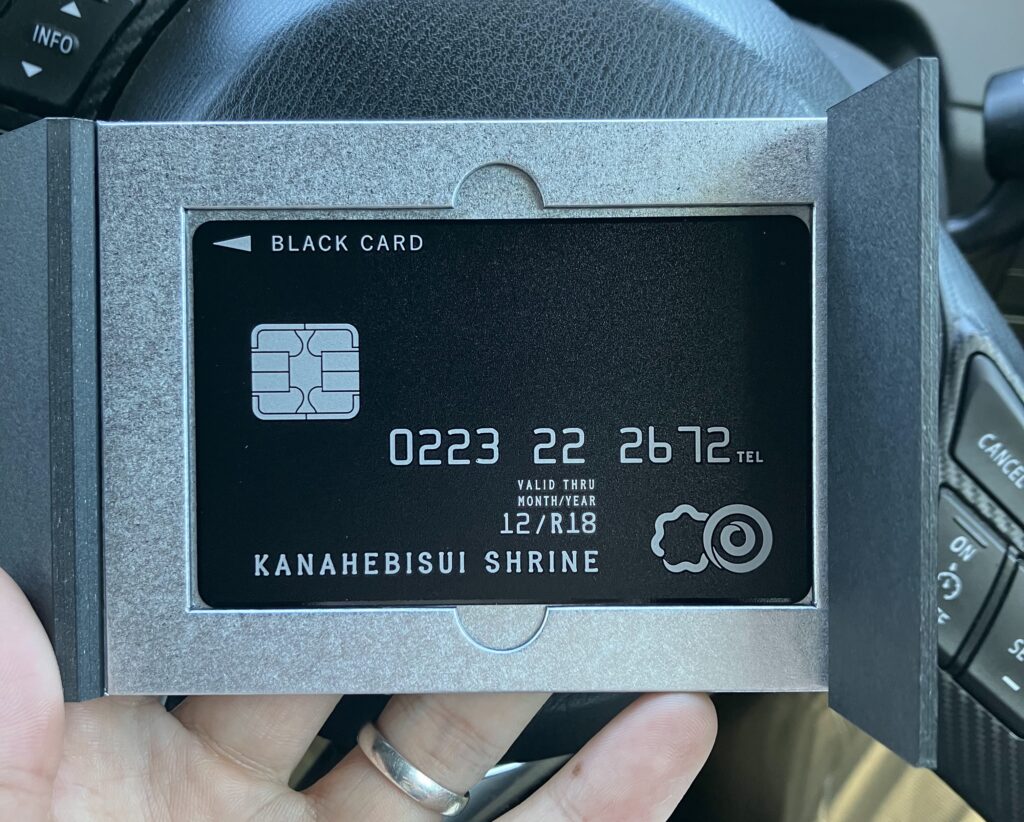 INFO
BLACK CARD
0223 22 2672 TEL
VALID THRU
MONTH/YEAR
12/R18
KANAHEBISUI SHRINE
CANCEL
ON